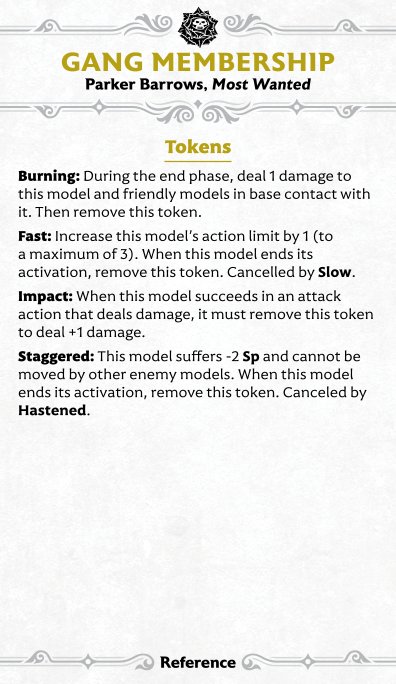 GANG MEMBERSHIP
Parker Barrows, Most Wanted
Tokens
Burning: During the end phase, deal 1 damage to
this model and friendly models in base contact with
it. Then remove this token.
Fast: Increase this model’s action limit by 1 (to
a maximum of 3). When this model ends its
activation, remove this token. Cancelled by Slow.
Impact: When this model succeeds in an attack
action that deals damage, it must remove this token
to deal +1 damage.
Staggered: This model suffers -2 Sp and cannot be
moved by other enemy models. When this model
ends its activation, remove this token. Canceled by
Hastened.
Reference